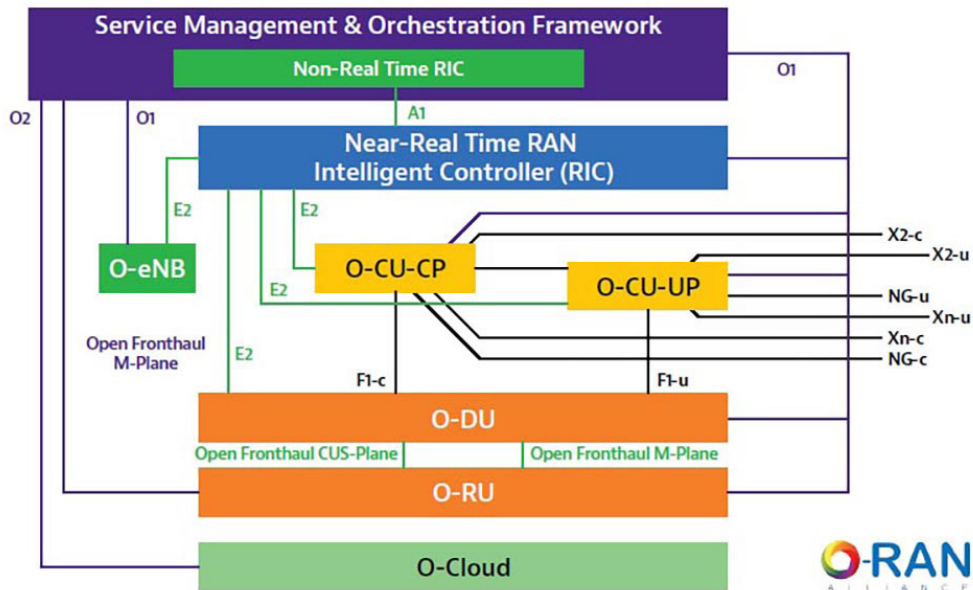 Service Management & Orchestration Framework
Non-Real Time RIC
O1
O2
O1
A1
Near-Real Time RAN
Intelligent Controller (RIC)
E2
E2
X2-c
O-CU-CP
X2-u
O-eNB
O-CU-UP
E2
NG-u
Xn-u
Open Fronthaul
M-Plane
Xn-c
E2
NG-c
F1-c
F1-u
O-DU
Open Fronthaul CUS-Plane
Open Fronthaul M-Plane
O-RU
O-Cloud
O-RAN
ALLIANCE